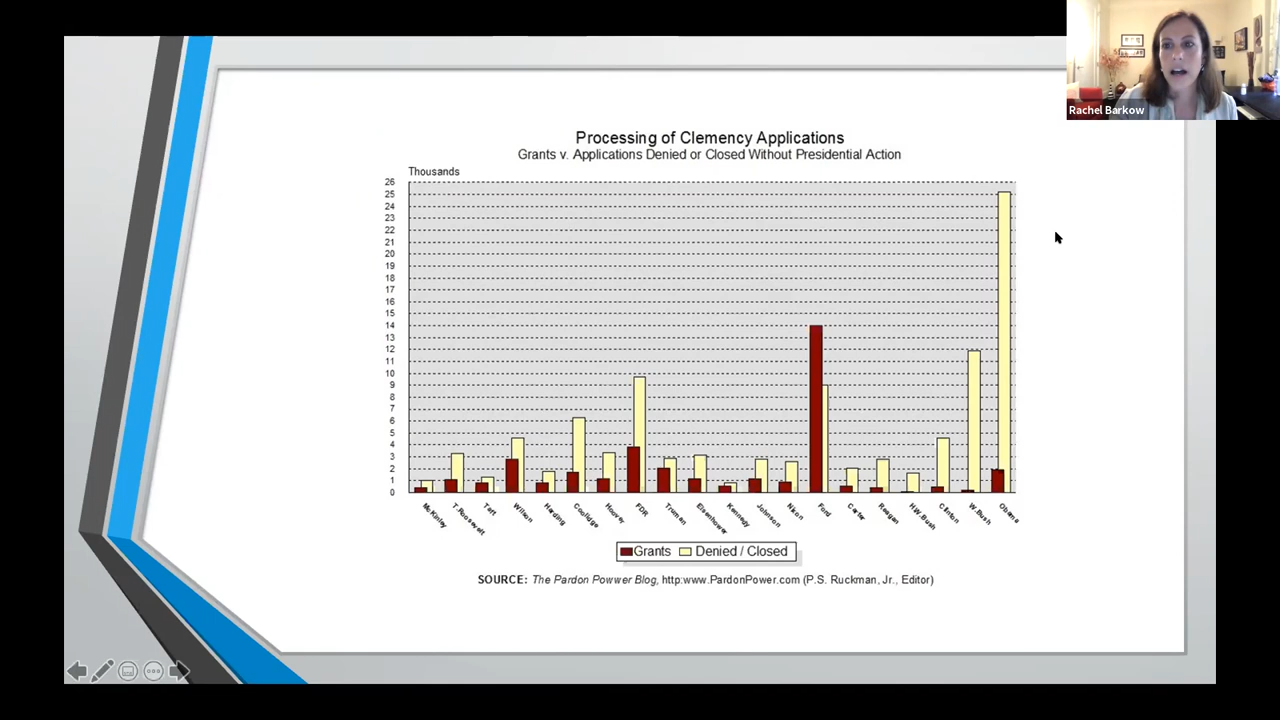 Rachel Barkow
Processing of Clemency Applications
Grants v. Applications Denied or Closed Without Presidential Action
Thousands
26
25
24
23
22
21
20
19
18
17
16
15
14
13
12
11
10
9
8
7
6
5
4
3
2
1
0
McKinley
T.Roosevelt
Taft
Wilson
Harding
Coolidge
Hoover
FDR
Truman
Eisenhower
Kennedy
Johnson
Nixon
Ford
Carter
Reagan
HW.Bush
Clinton
W.Bush
Obama
Grants
Denied / Closed
SOURCE: The Pardon Powwer Blog, http:www.PardonPower.com (P.S. Ruckman, Jr., Editor)